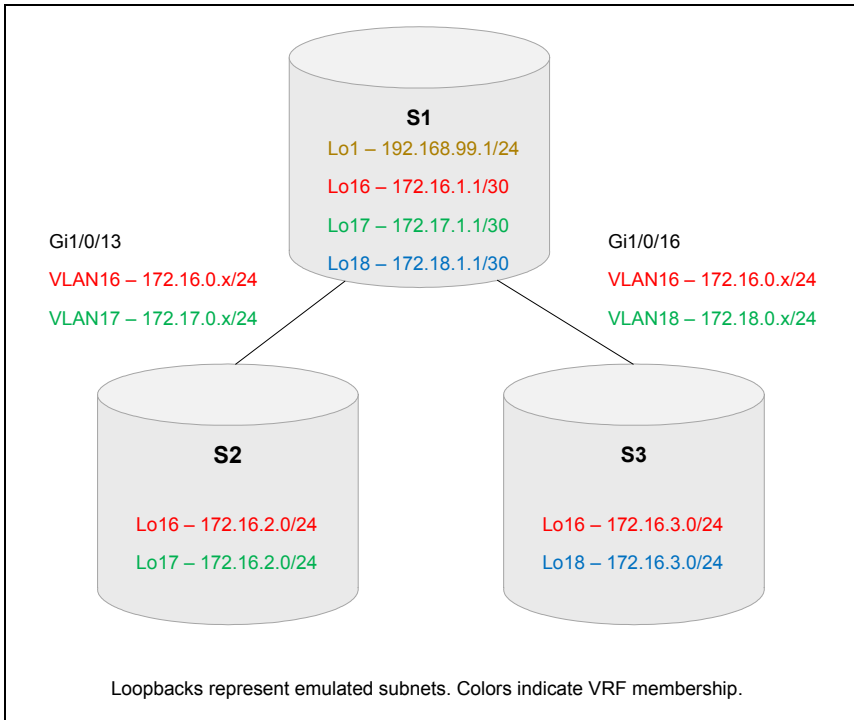 S1
Lo1 – 192.168.99.1/24
Lo16 – 172.16.1.1/30
Lo17 – 172.17.1.1/30
Lo18 – 172.18.1.1/30
Gi1/0/13
VLAN16 – 172.16.0.x/24
VLAN17 – 172.17.0.x/24
Gi1/0/16
VLAN16 – 172.16.0.x/24
VLAN18 – 172.18.0.x/24
S2
Lo16 – 172.16.2.0/24
Lo17 – 172.16.2.0/24
S3
Lo16 – 172.16.3.0/24
Lo18 – 172.16.3.0/24
Loopbacks represent emulated subnets. Colors indicate VRF membership.